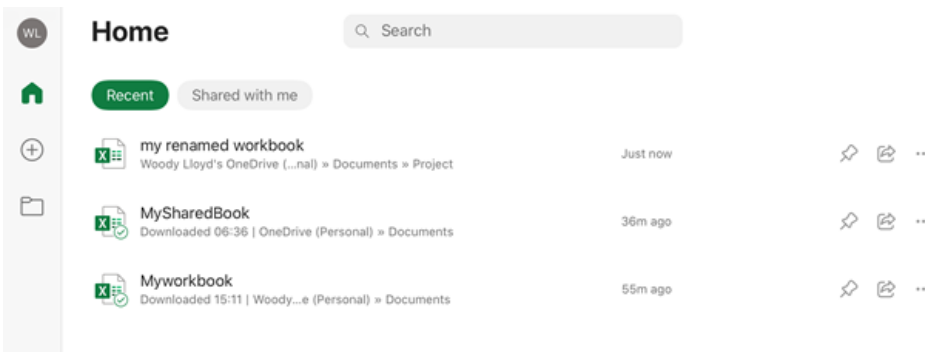 WL
Home
Search
Recent
Shared with me
my renamed workbook
Just now
Woody Lloyd's OneDrive (...nal) » Documents » Project
MySharedBook
36m ago
Downloaded 06:36 | OneDrive (Personal) » Documents
Myworkbook
55m ago
Downloaded 15:11 | Woody...e (Personal) » Documents